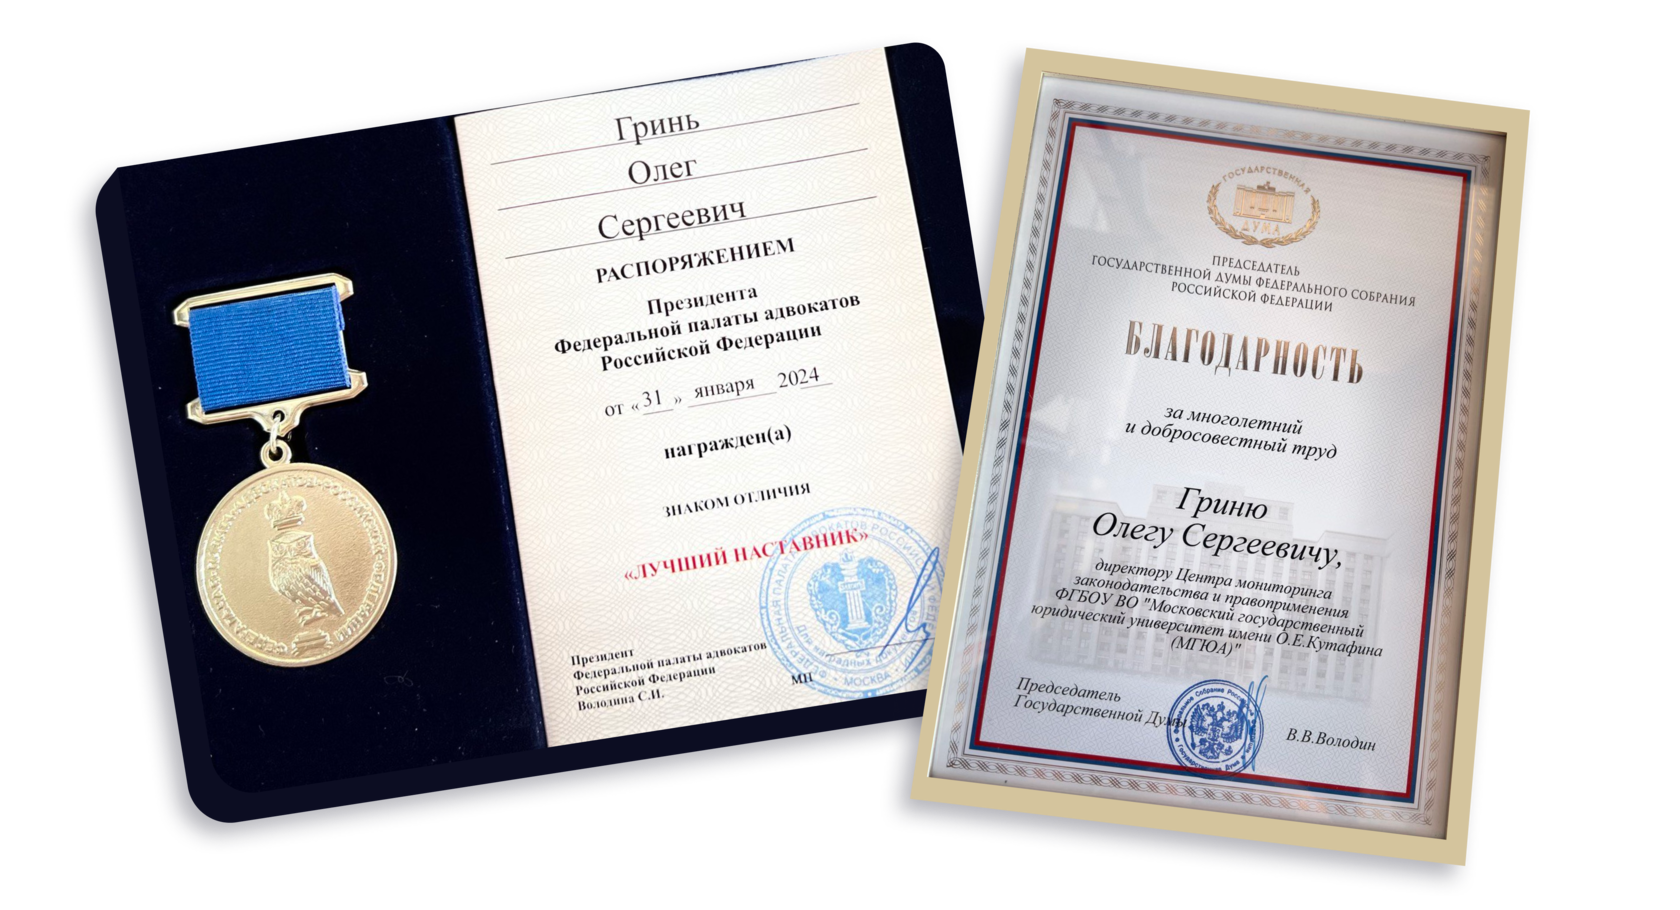 Гринь
Олег
Сергеевич
РАСПОРЯЖЕНИЕМ
Президента
Федеральной палаты адвокатов
Российской Федерации
от «31» января 2024
награжден(а)
ЗНАКОМ ОТЛИЧИЯ
«ЛУЧШИЙ НАСТАВНИК»
Президент
Федеральной палаты адвокатов
Российской Федерации
Володина С.И.
МП
МОСКВА
ГОСУДАРСТВЕННАЯ
ДУМА
ПРЕДСЕДАТЕЛЬ
ГОСУДАРСТВЕННОЙ ДУМЫ ФЕДЕРАЛЬНОГО СОБРАНИЯ
РОССИЙСКОЙ ФЕДЕРАЦИИ
БЛАГОДАРНОСТЬ
за многолетний
и добросовестный труд
Гриню
Олегу Сергеевичу,
директору Центра мониторинга
законодательства и правоприменения
ФГБОУ ВО "Московский государственный
юридический университет имени О.Е.Кутафина
(МГЮА)"
Председатель
Государственной Думы
В.В.Володин